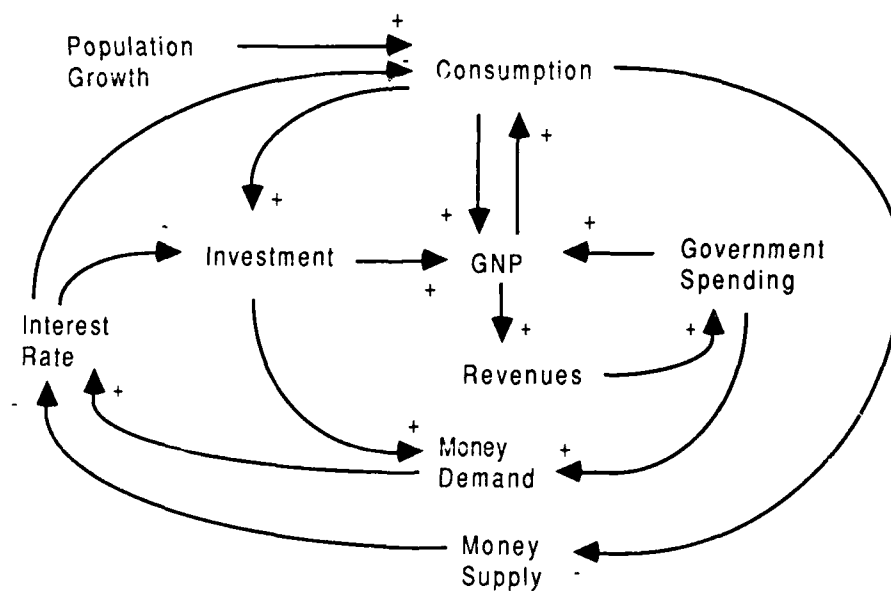 +
Population
Growth
-
Consumption
+
+
-
+
+
Investment
GNP
Government
Spending
+
Interest
Rate
+
+
Revenues
-
+
+
+
Money
Demand
Money
Supply
-